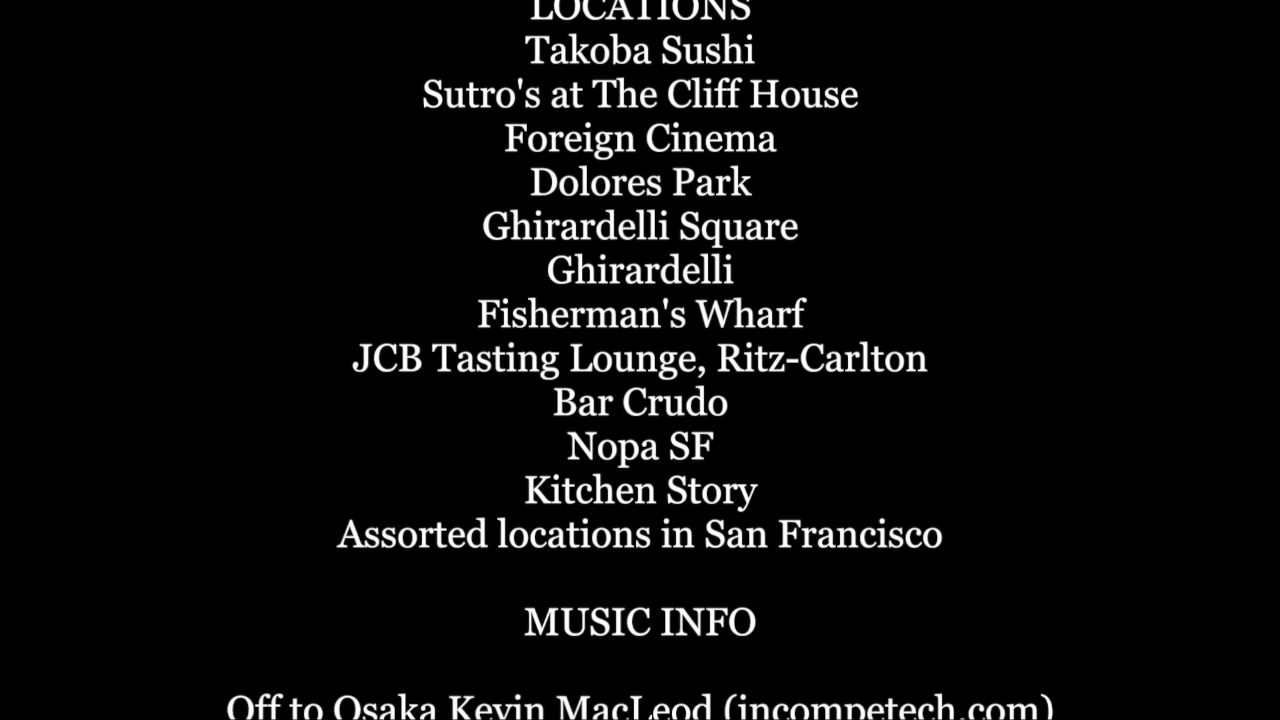 LOCATIONS
Takoba Sushi
Sutro's at The Cliff House
Foreign Cinema
Dolores Park
Ghirardelli Square
Ghirardelli
Fisherman's Wharf
JCB Tasting Lounge, Ritz-Carlton
Bar Crudo
Nopa SF
Kitchen Story
Assorted locations in San Francisco
MUSIC INFO
Off to Osaka Kevin MacLeod (incompetech.com)